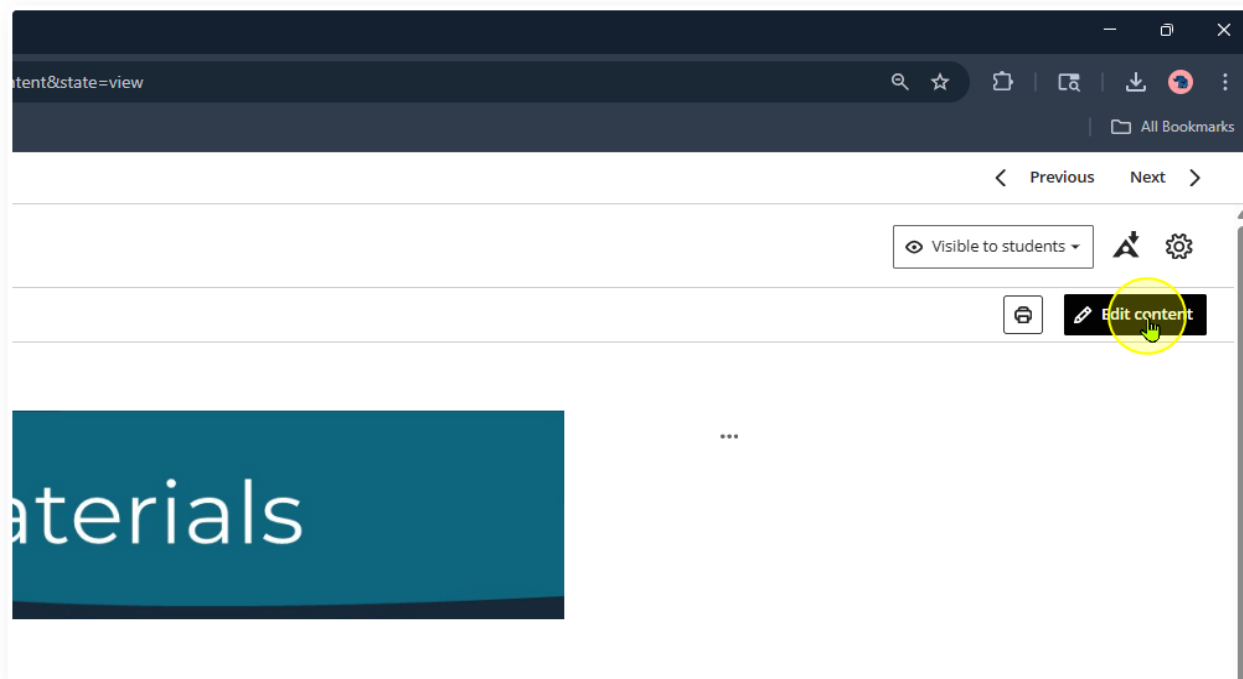 ntent&state=view
All Bookmarks
Previous Next
Visible to students
Edit content
aterials